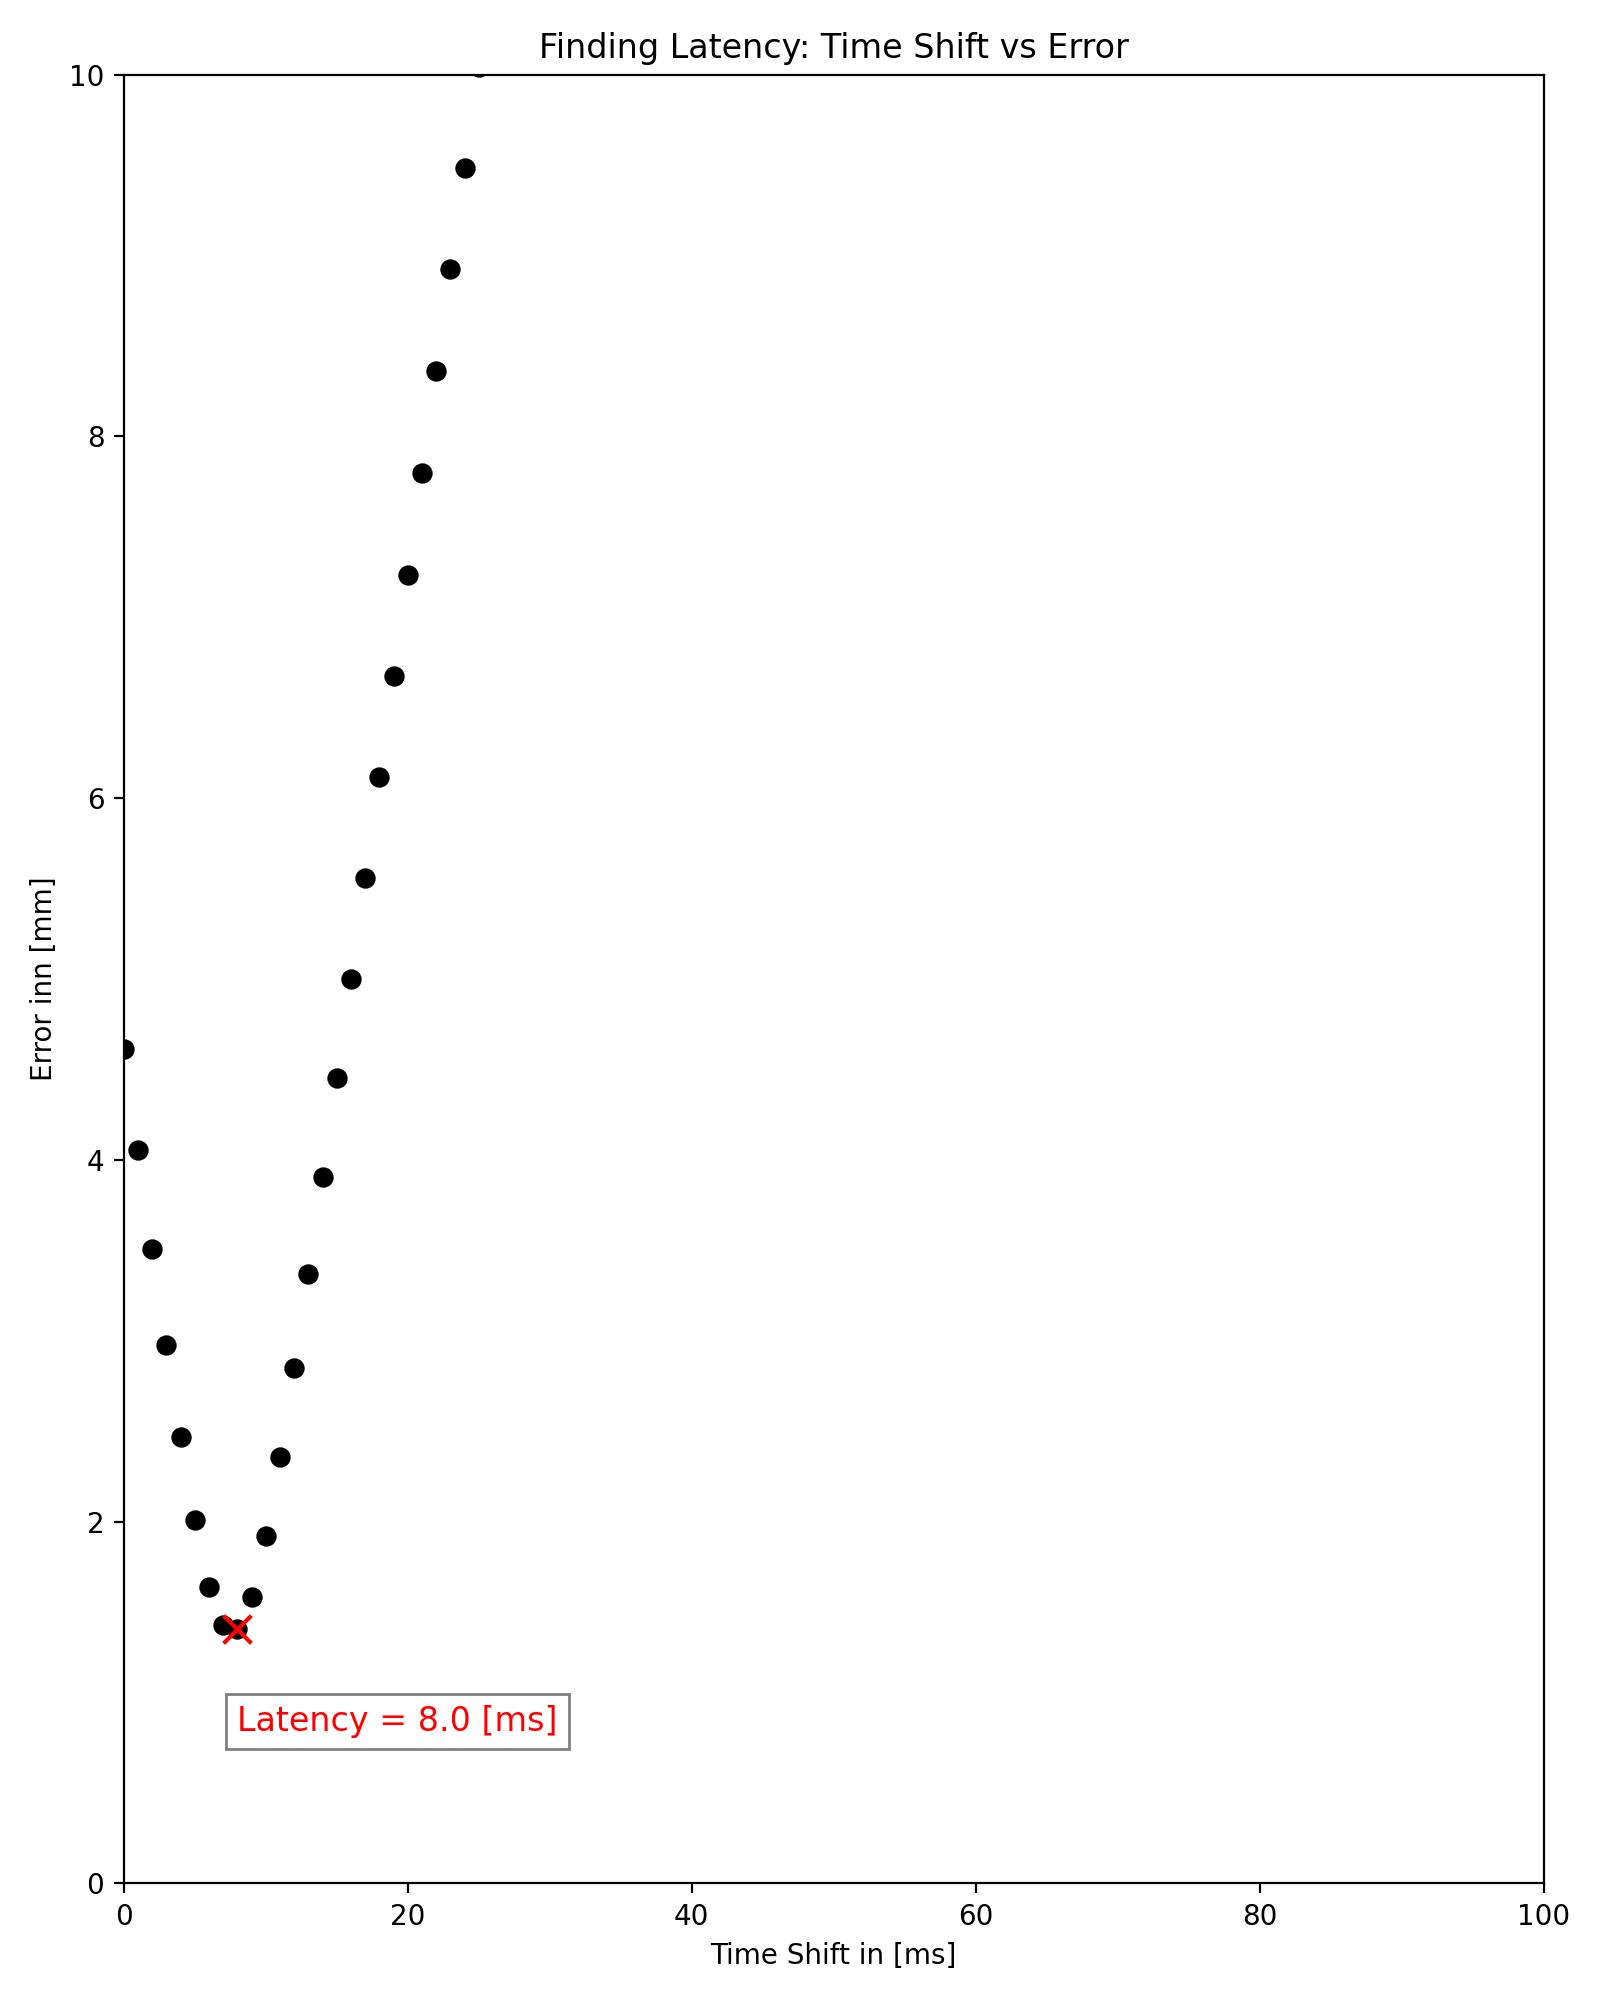 Finding Latency: Time Shift vs Error
10
8
6
4
2
0
Error inn [mm]
Latency = 8.0 [ms]
0 20 40 60 80 100
Time Shift in [ms]